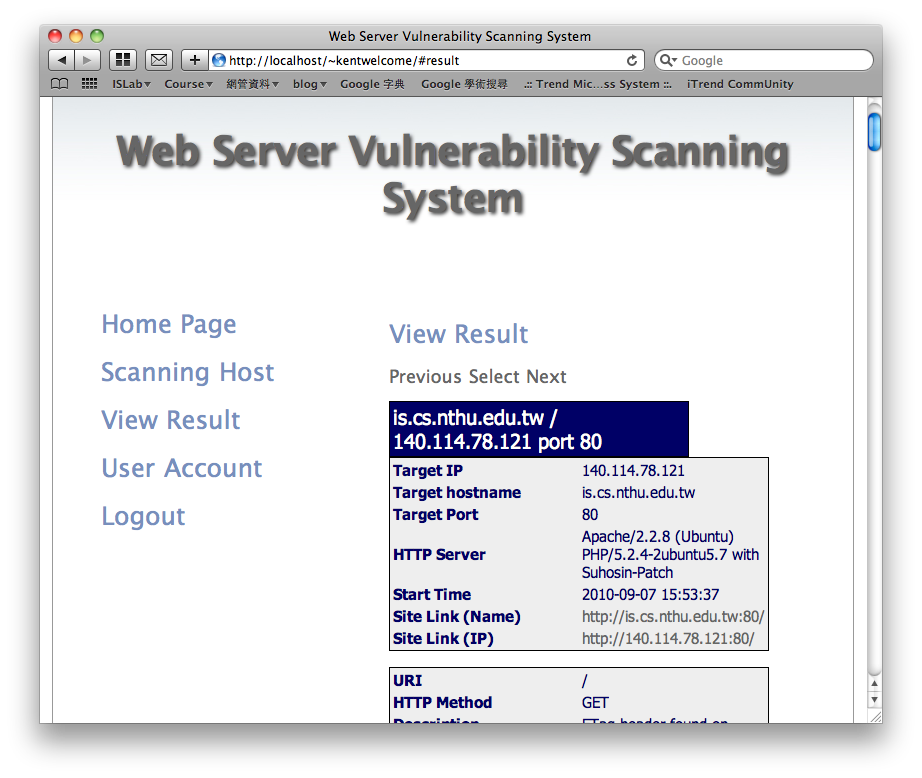 Web Server Vulnerability Scanning System
http://localhost/~kentwelcome/#result
Google
ISLab
Course
網管資料
blog
Google 字典
Google 學術搜尋
.:: Trend Mic...ss System ::.
iTrend CommUnity
Web Server Vulnerability Scanning
System
Home Page
Scanning Host
View Result
User Account
Logout
View Result
Previous Select Next
is.cs.nthu.edu.tw /
140.114.78.121 port 80
Target IP 140.114.78.121
Target hostname is.cs.nthu.edu.tw
Target Port 80
HTTP Server Apache/2.2.8 (Ubuntu)
PHP/5.2.4-2ubuntu5.7 with
Suhosin-Patch
Start Time 2010-09-07 15:53:37
Site Link (Name) http://is.cs.nthu.edu.tw:80/
Site Link (IP) http://140.114.78.121:80/
URI /
HTTP Method GET
Description ETag header found on